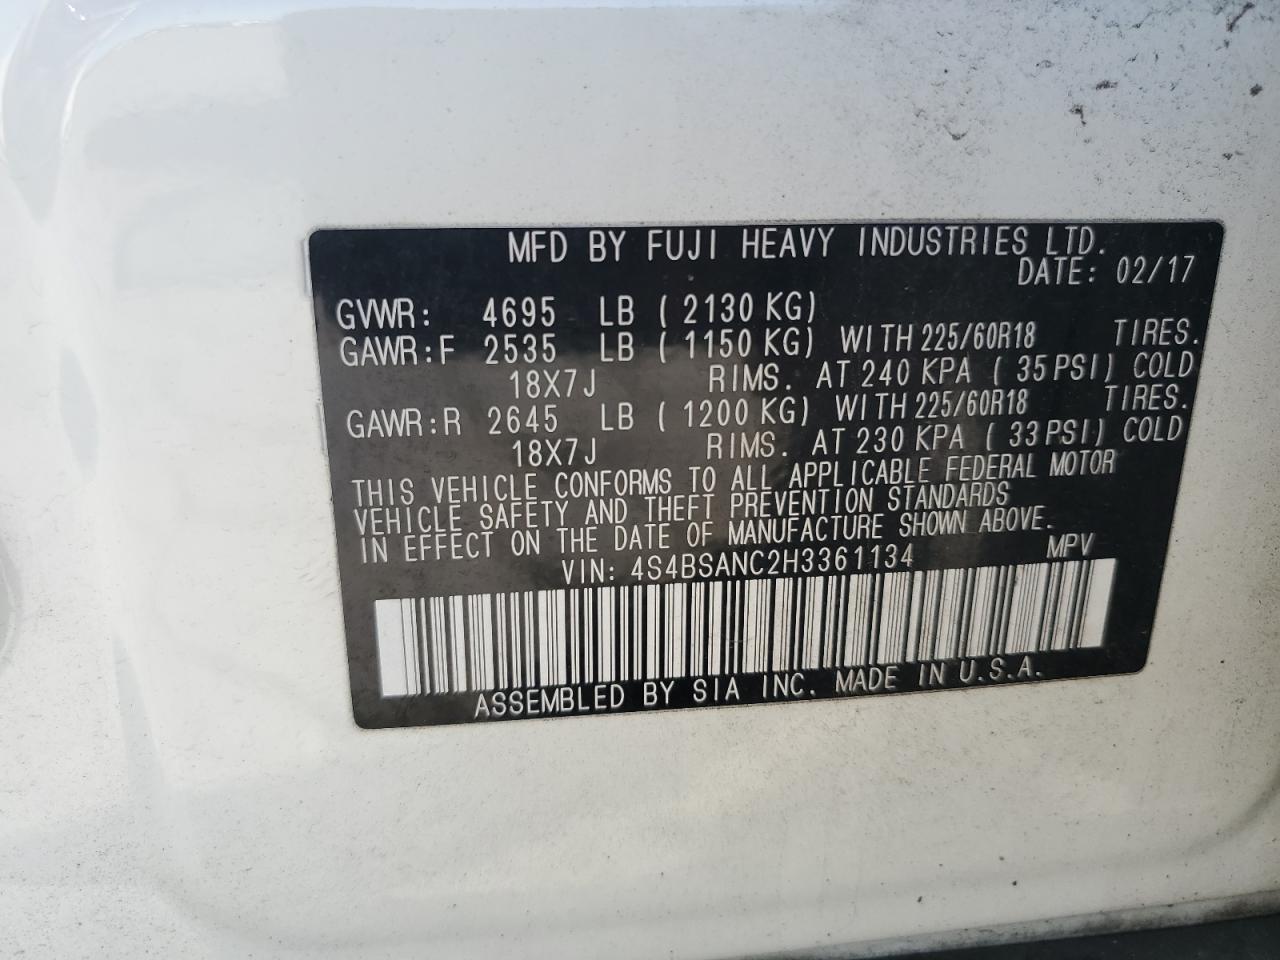 MFD BY FUJI HEAVY INDUSTRIES LTD.
DATE: 02/17
GVWR: 4695 LB ( 2130 KG)
GAWR:F 2535 LB ( 1150 KG) WITH 225/60R18 TIRES.
18X7J RIMS. AT 240 KPA ( 35 PSI) COLD
GAWR:R 2645 LB ( 1200 KG) WITH 225/60R18 TIRES.
18X7J RIMS. AT 230 KPA ( 33 PSI) COLD
THIS VEHICLE CONFORMS TO ALL APPLICABLE FEDERAL MOTOR
VEHICLE SAFETY AND THEFT PREVENTION STANDARDS
IN EFFECT ON THE DATE OF MANUFACTURE SHOWN ABOVE.
VIN: 4S4BSANC2H3361134 MPV
ASSEMBLED BY SIA INC. MADE IN U.S.A.